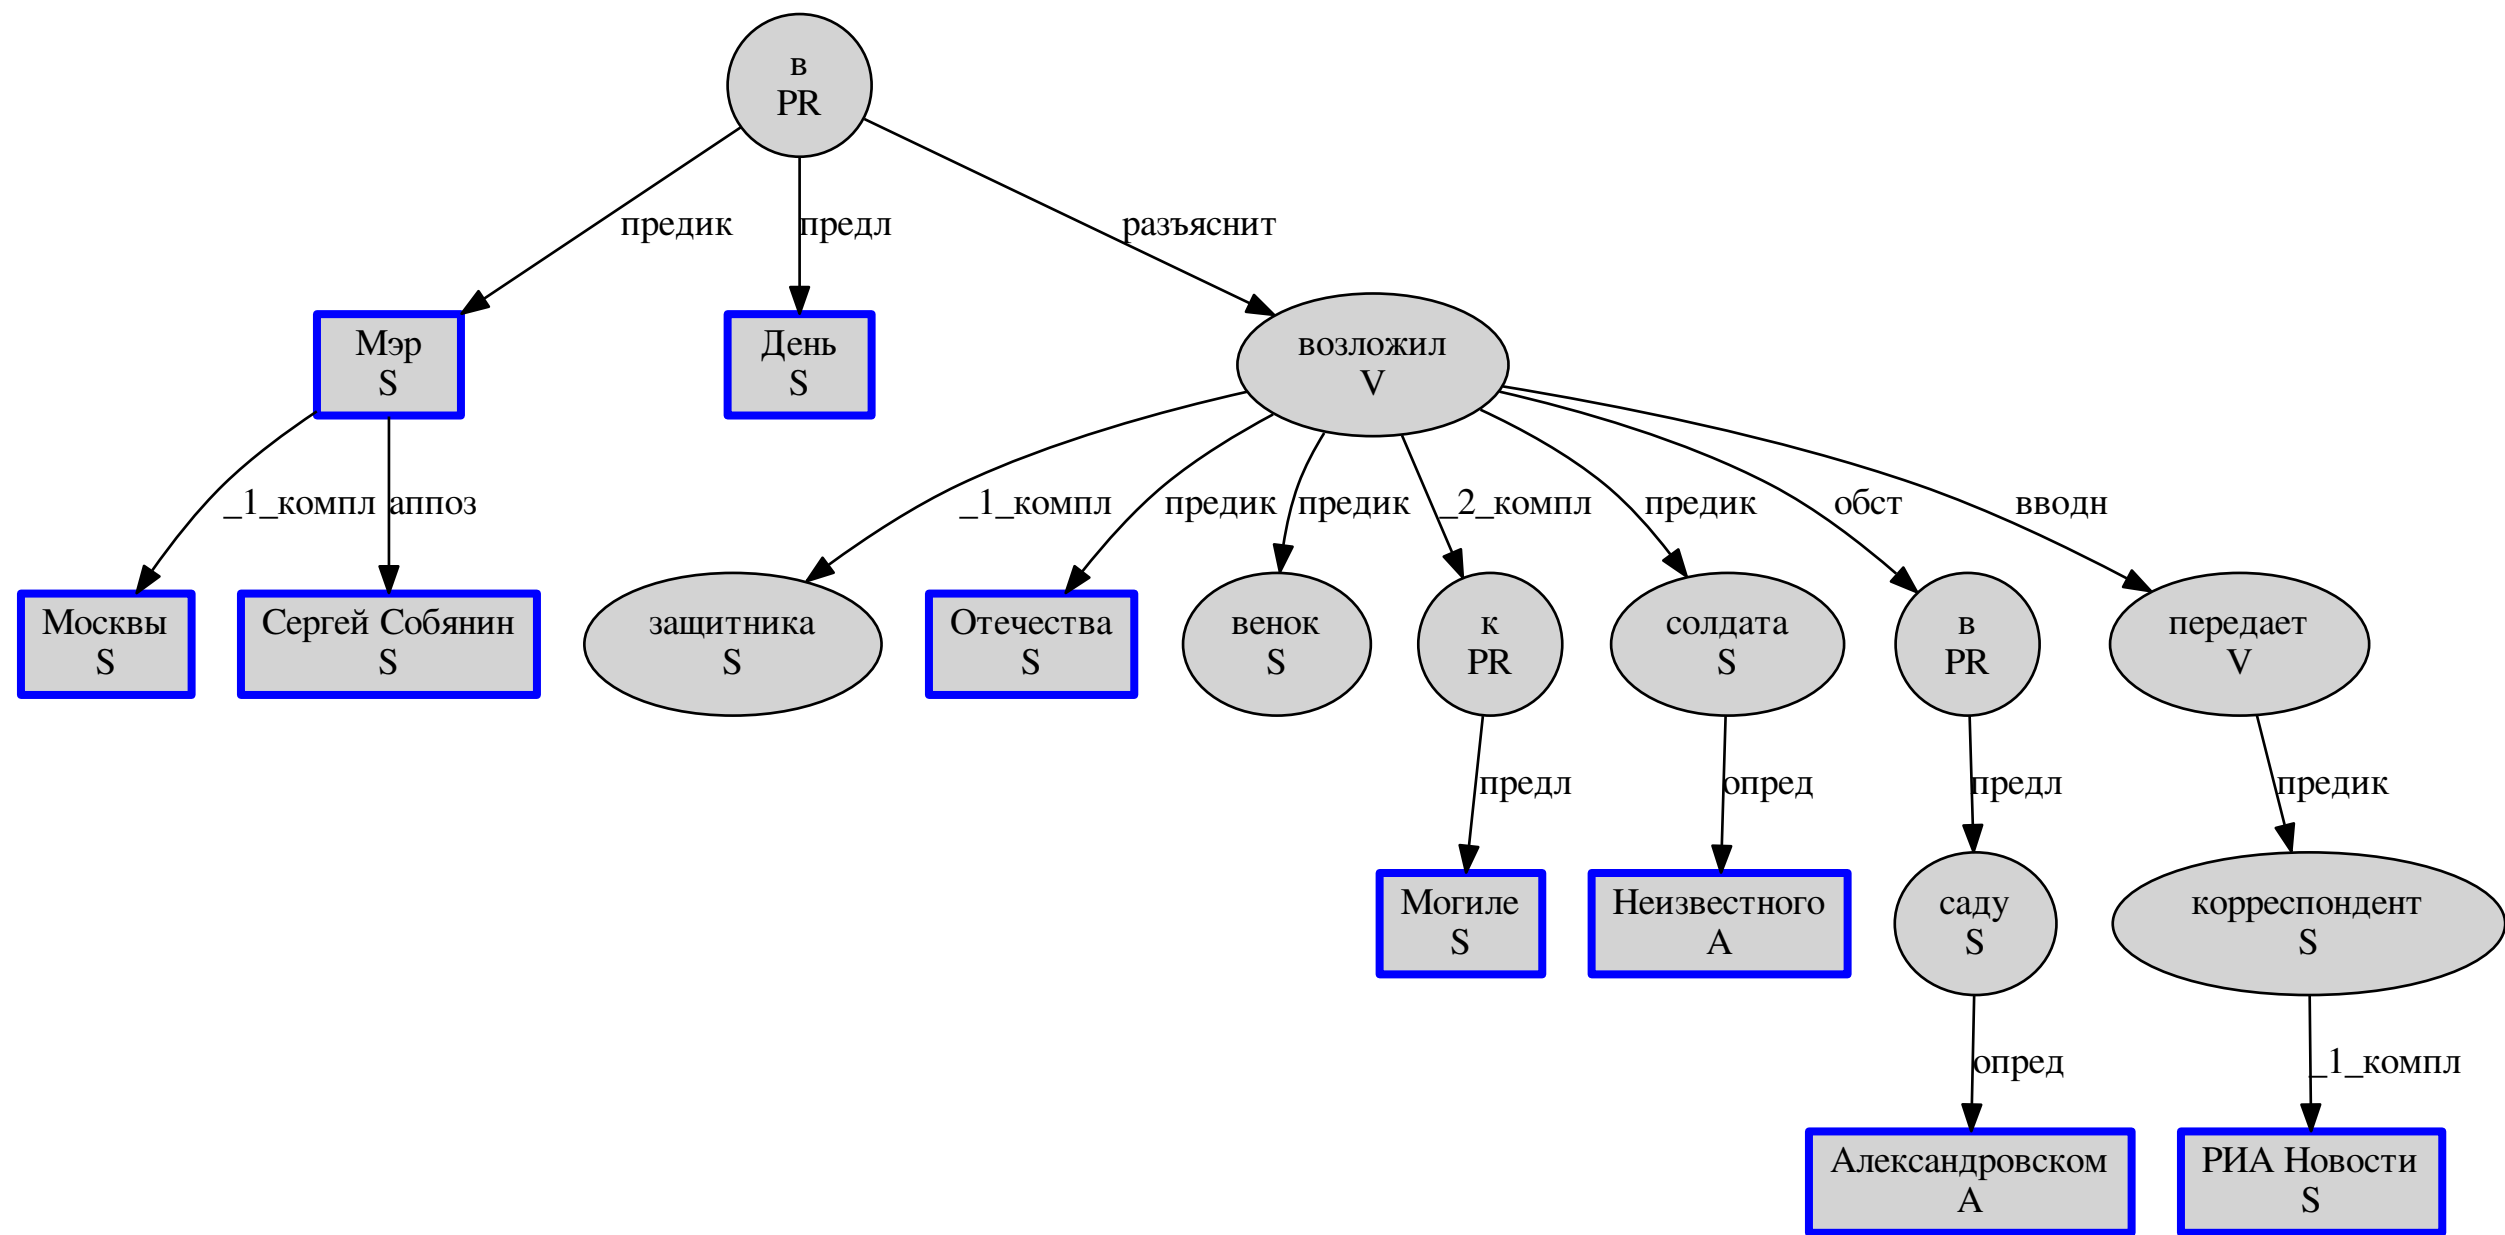 в
PR
предик
предл
разъяснит
Мэр
S
День
S
возложил
V
_1_компл
аппоз
_1_компл
предик
предик
_2_компл
предик
обст
вводн
Москвы
S
Сергей Собянин
S
защитника
S
Отечества
S
венок
S
к
PR
солдата
S
в
PR
передает
V
предл
опред
предл
предик
Могиле
S
Неизвестного
A
саду
S
корреспондент
S
опред
_1_компл
Александровском
A
РИА Новости
S